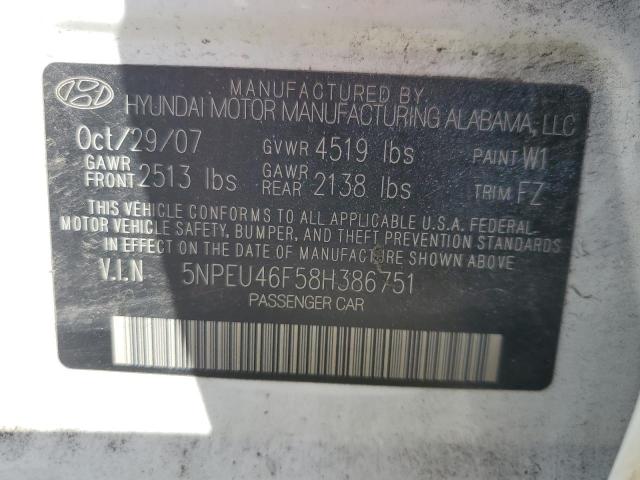 MANUFACTURED BY
HYUNDAI MOTOR MANUFACTURING ALABAMA, LLC
Oct/29/07 GVWR 4519 lbs PAINT W1
GAWR FRONT 2513 lbs GAWR REAR 2138 lbs TRIM FZ
THIS VEHICLE CONFORMS TO ALL APPLICABLE U.S.A. FEDERAL
MOTOR VEHICLE SAFETY, BUMPER, AND THEFT PREVENTION STANDARDS
IN EFFECT ON THE DATE OF MANUFACTURE SHOWN ABOVE.
V.I.N 5NPEU46F58H386751
PASSENGER CAR